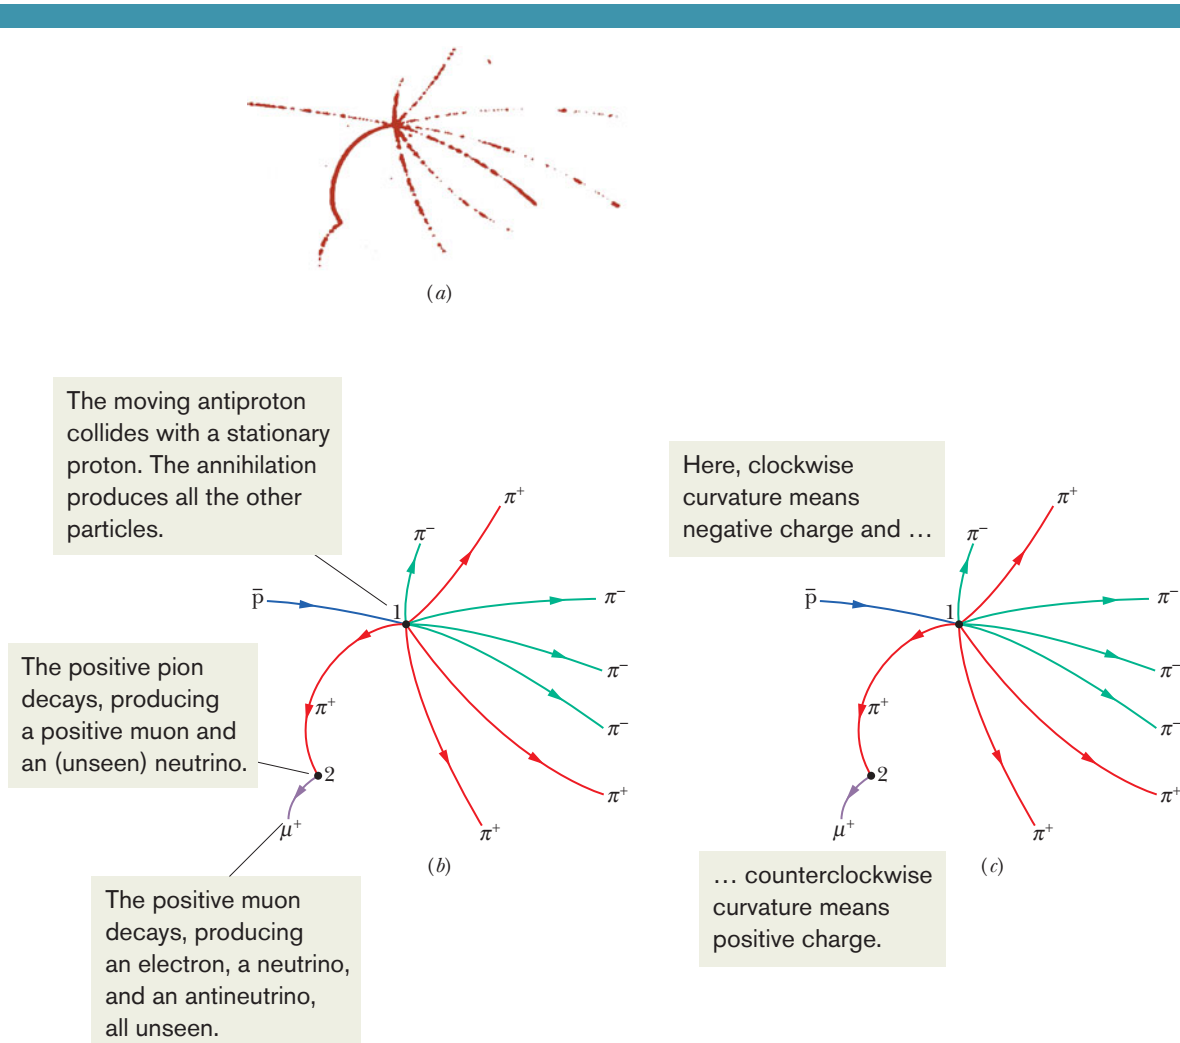 (a)
The moving antiproton
collides with a stationary
proton. The annihilation
produces all the other
particles.
π⁺
π⁻
p̄
1
π⁻
π⁻
π⁻
π⁺
π⁺
π⁺
2
μ⁺
The positive pion
decays, producing
a positive muon and
an (unseen) neutrino.
The positive muon
decays, producing
an electron, a neutrino,
and an antineutrino,
all unseen.
(b)
Here, clockwise
curvature means
negative charge and …
π⁺
π⁻
p̄
1
π⁻
π⁻
π⁻
π⁺
π⁺
π⁺
2
μ⁺
… counterclockwise
curvature means
positive charge.
(c)